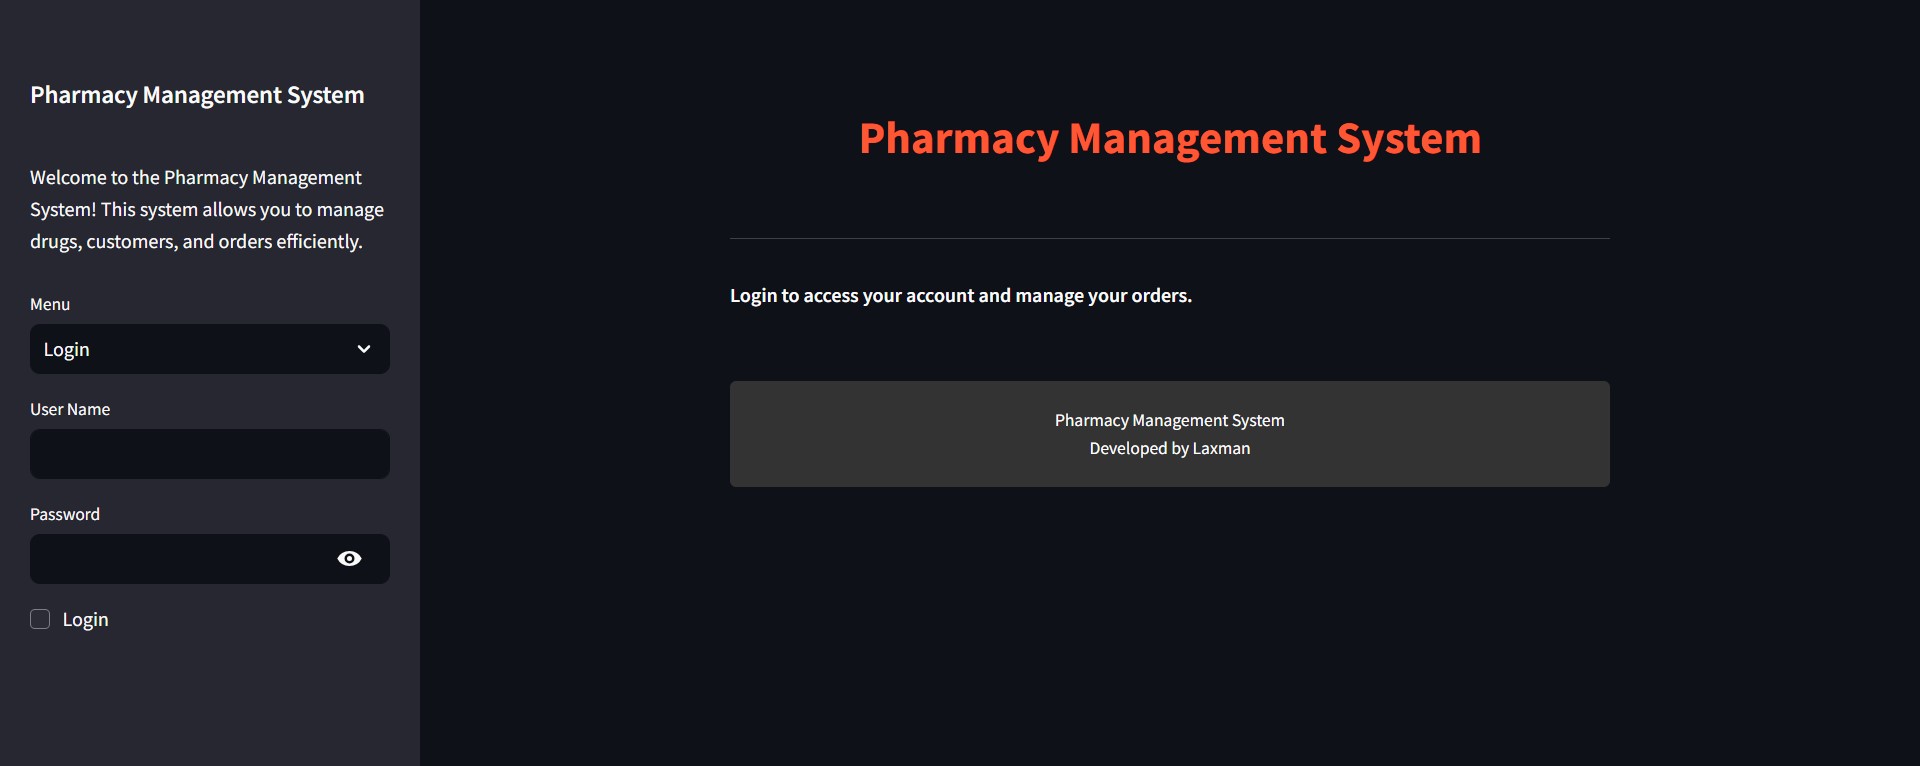 Pharmacy Management System
Welcome to the Pharmacy Management
System! This system allows you to manage
drugs, customers, and orders efficiently.
Menu
Login
User Name
Password
Login
Pharmacy Management System
Login to access your account and manage your orders.
Pharmacy Management System
Developed by Laxman